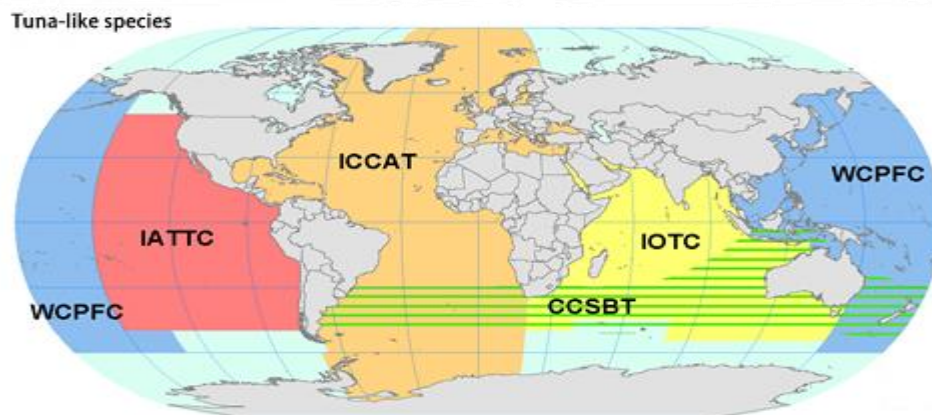 Tuna-like species
ICCAT
WCPFC
IATTC
IOTC
WCPFC
CCSBT